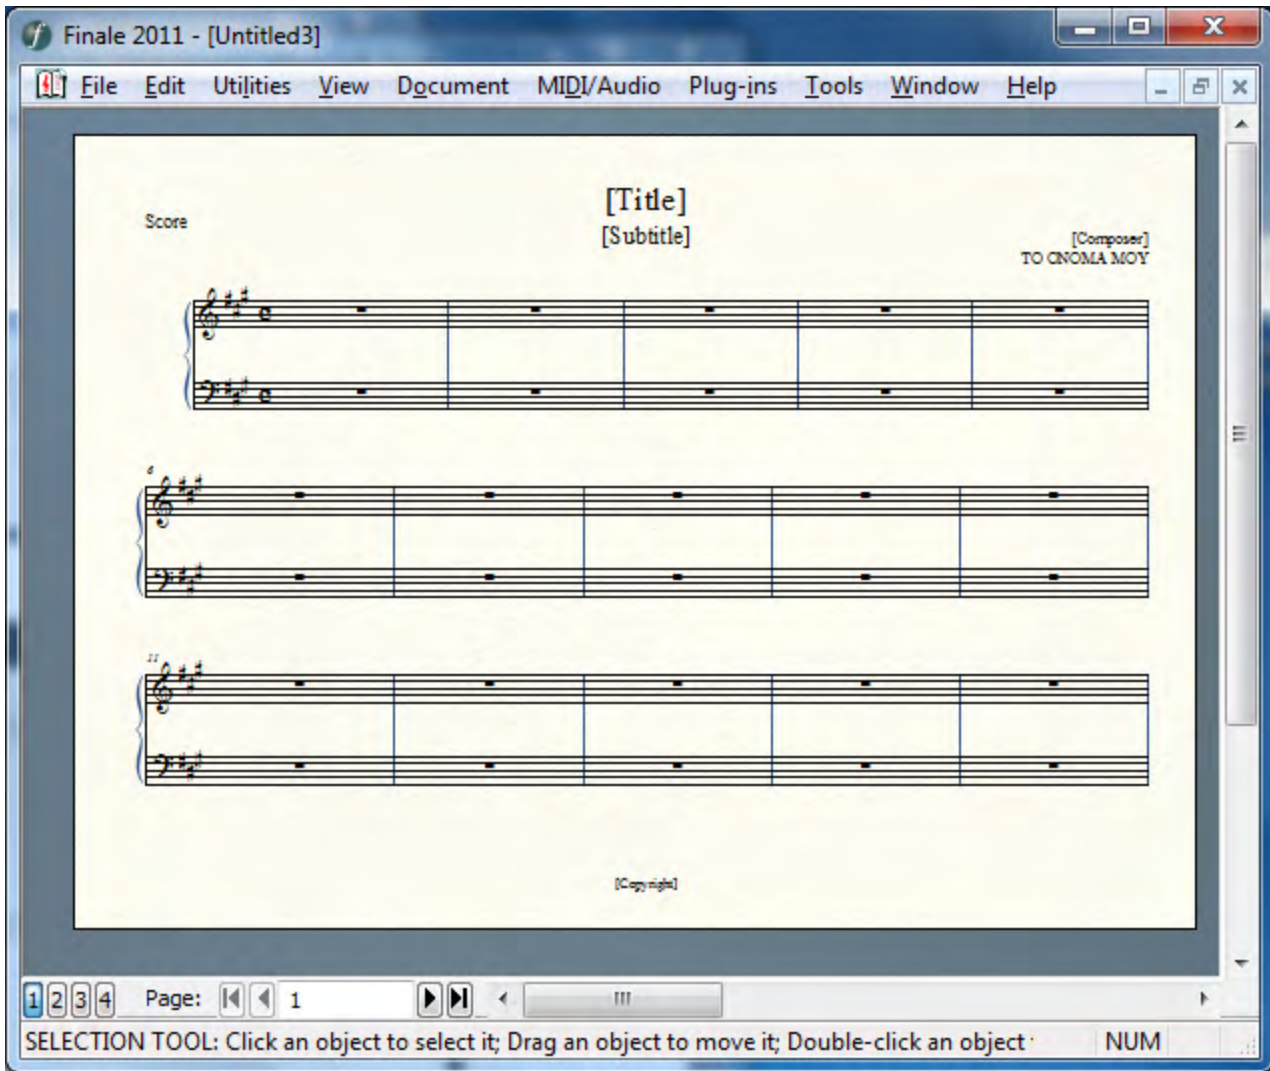 Finale 2011 - [Untitled3]
File Edit Utilities View Document MIDI/Audio Plug-ins Tools Window Help
[Title]
Score
[Subtitle]
[Composer]
ΤΟ ΟΝΟΜΑ ΜΟΥ
6
11
[Copyright]
1 2 3 4 Page: 1
SELECTION TOOL: Click an object to select it; Drag an object to move it; Double-click an object NUM